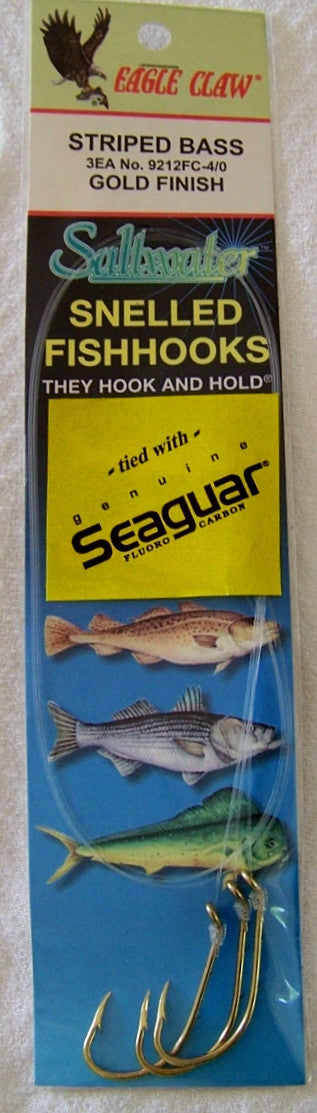 EAGLE CLAW®
STRIPED BASS
3EA No. 9212FC-4/0
GOLD FINISH
Saltwater™
SNELLED
FISHHOOKS
THEY HOOK AND HOLD®
- tied with -
genuine
Seaguar®
FLUORO CARBON